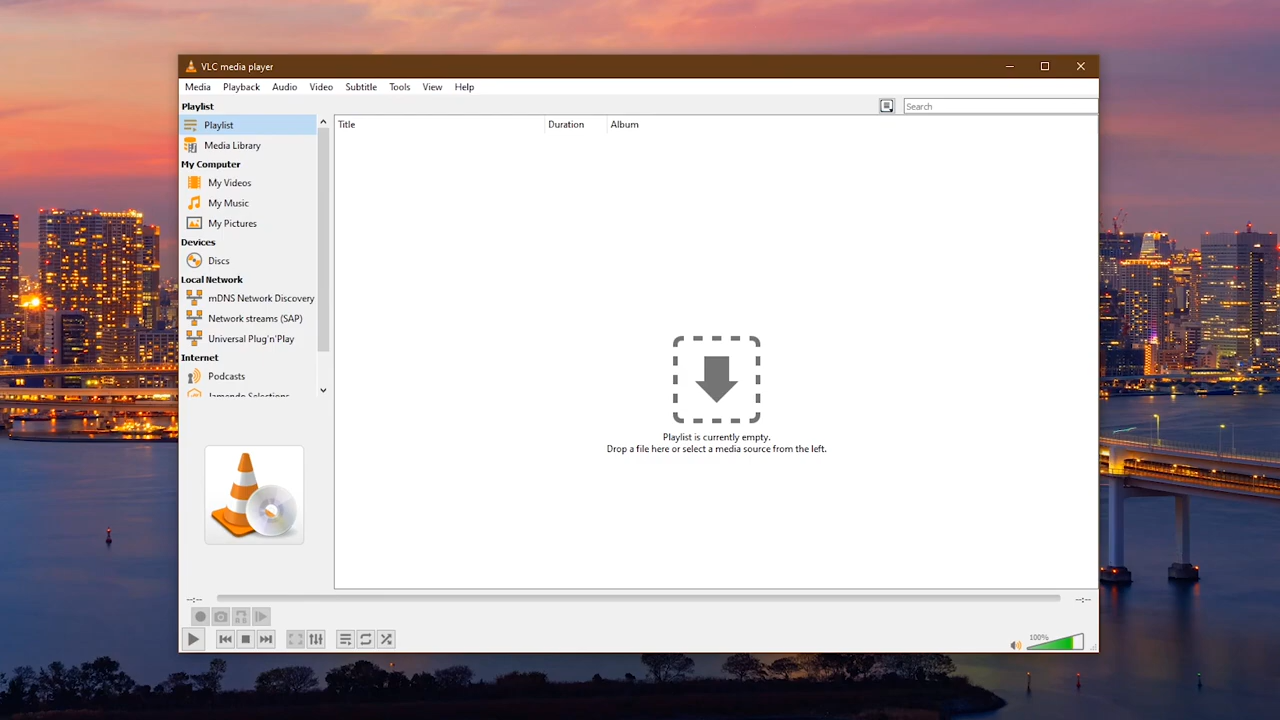 VLC media player
Media Playback Audio Video Subtitle Tools View Help
Playlist
Search
Playlist
Media Library
My Computer
My Videos
My Music
My Pictures
Devices
Discs
Local Network
mDNS Network Discovery
Network streams (SAP)
Universal Plug'n'Play
Internet
Podcasts
Jamendo Selections
Title Duration Album
Playlist is currently empty.
Drop a file here or select a media source from the left.
--:-- --:--
100%